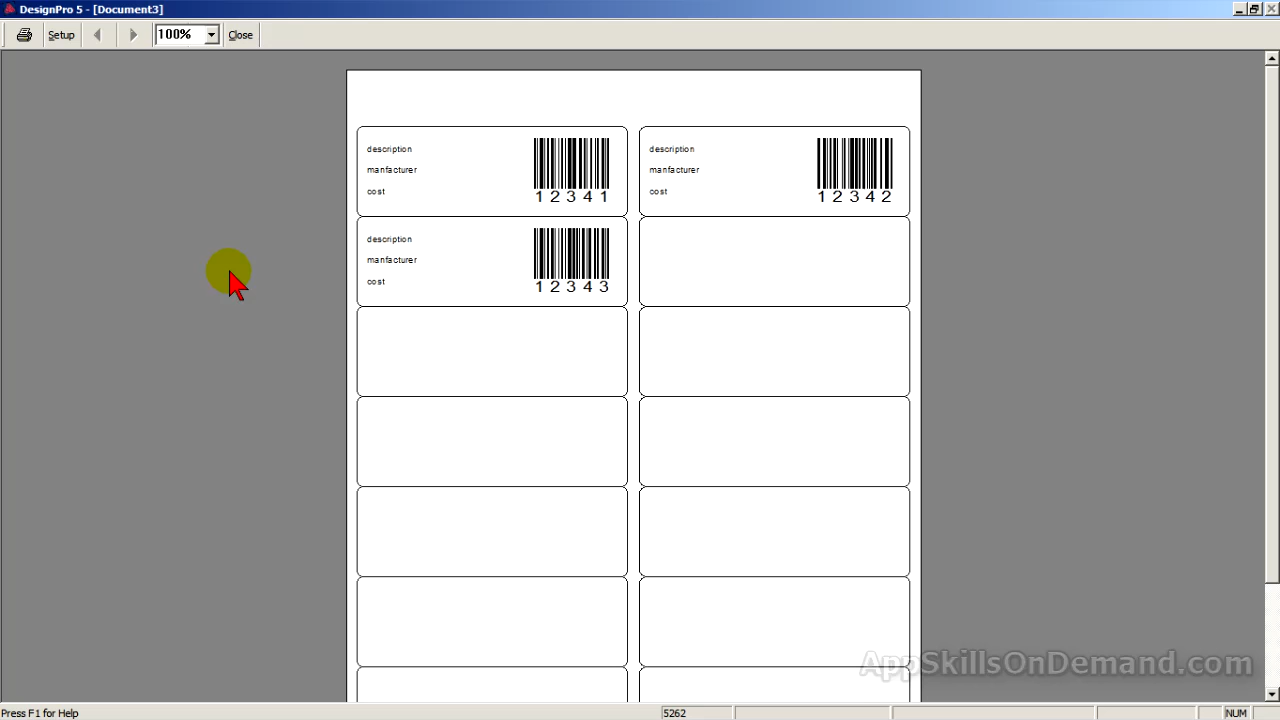 DesignPro 5 - [Document3]
Setup 100% Close
description
manfacturer
cost
12341
description
manfacturer
cost
12342
description
manfacturer
cost
12343
AppSkillsOnDemand.com
Press F1 for Help 5262 NUM